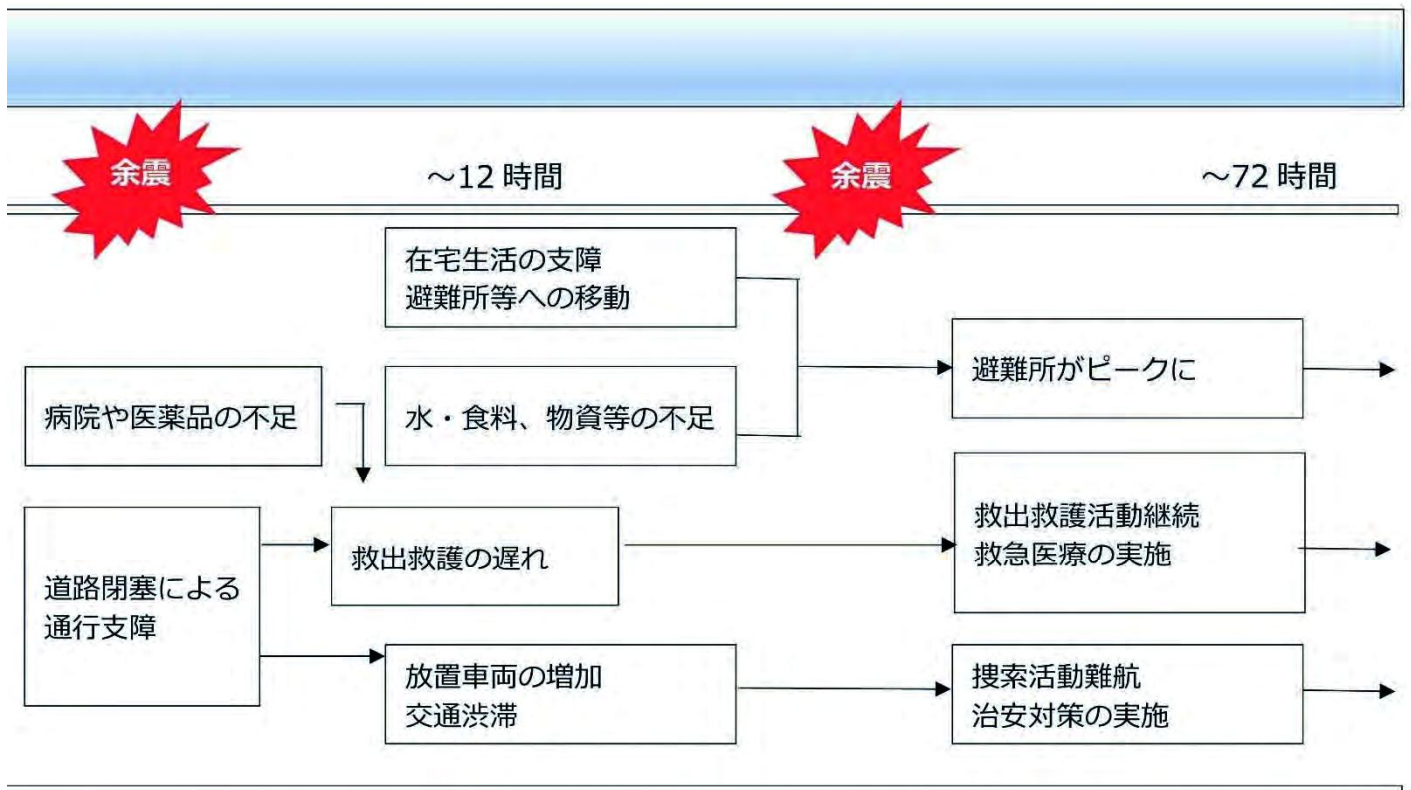 余震
～12 時間
余震
～72 時間
在宅生活の支障
避難所等への移動
避難所がピークに
病院や医薬品の不足
水・食料、物資等の不足
救出救護活動継続
救急医療の実施
救出救護の遅れ
道路閉塞による
通行支障
放置車両の増加
交通渋滞
捜索活動難航
治安対策の実施